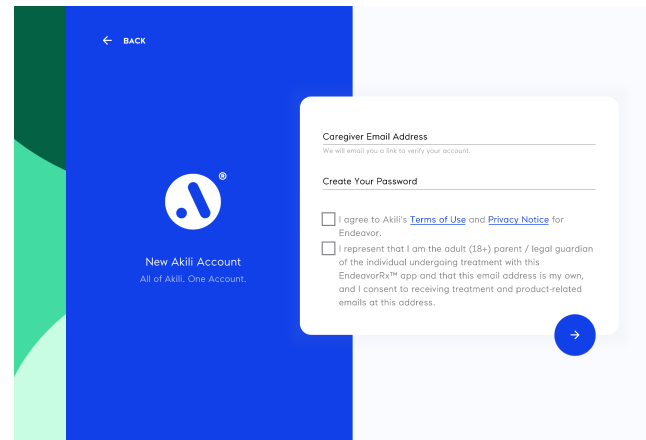 ← BACK
®
New Akili Account
All of Akili. One Account.
Caregiver Email Address
We will email you a link to verify your account.
Create Your Password
I agree to Akili's Terms of Use and Privacy Notice for
Endeavor.
I represent that I am the adult (18+) parent / legal guardian
of the individual undergoing treatment with this
EndeavorRx™ app and that this email address is my own,
and I consent to receiving treatment and product-related
emails at this address.
→